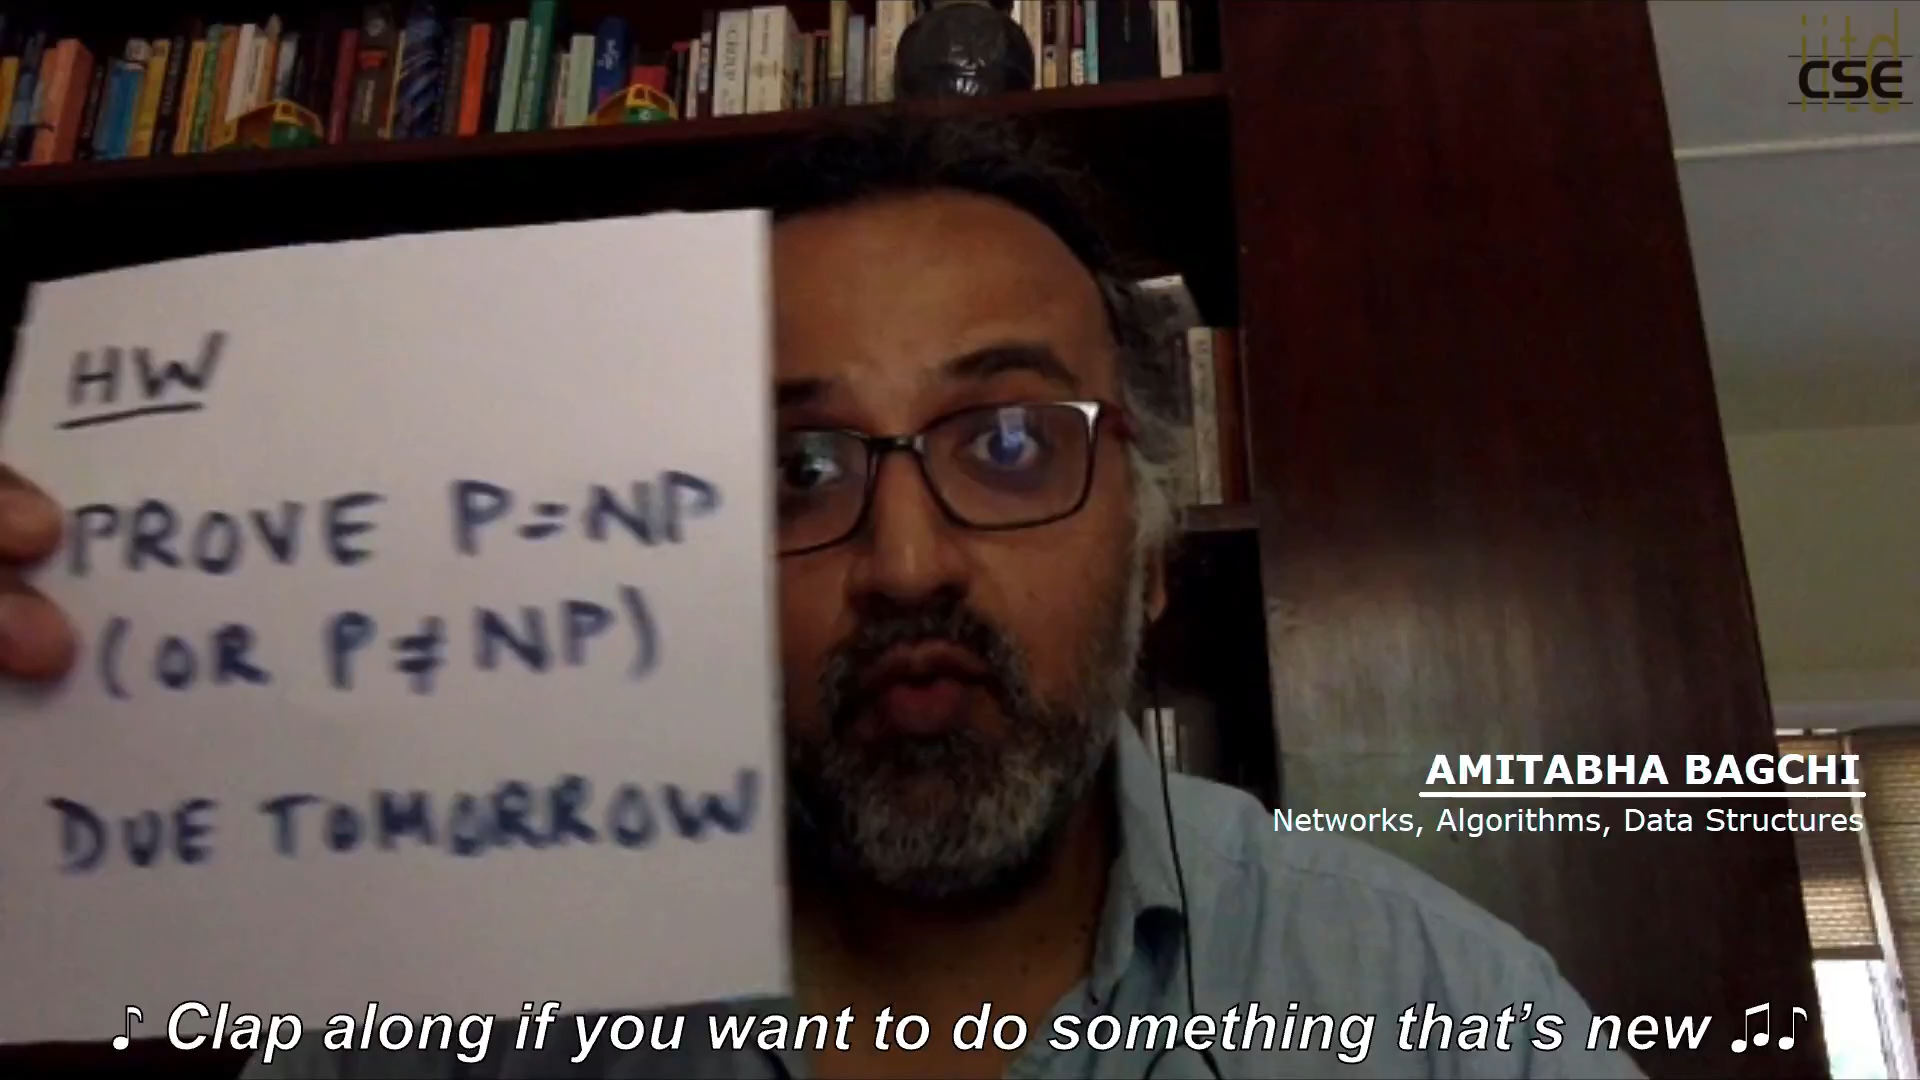 iitd
CSE
HW
PROVE P=NP
(OR P≠NP)
DUE TOMORROW
AMITABHA BAGCHI
Networks, Algorithms, Data Structures
♪ Clap along if you want to do something that’s new ♫♪